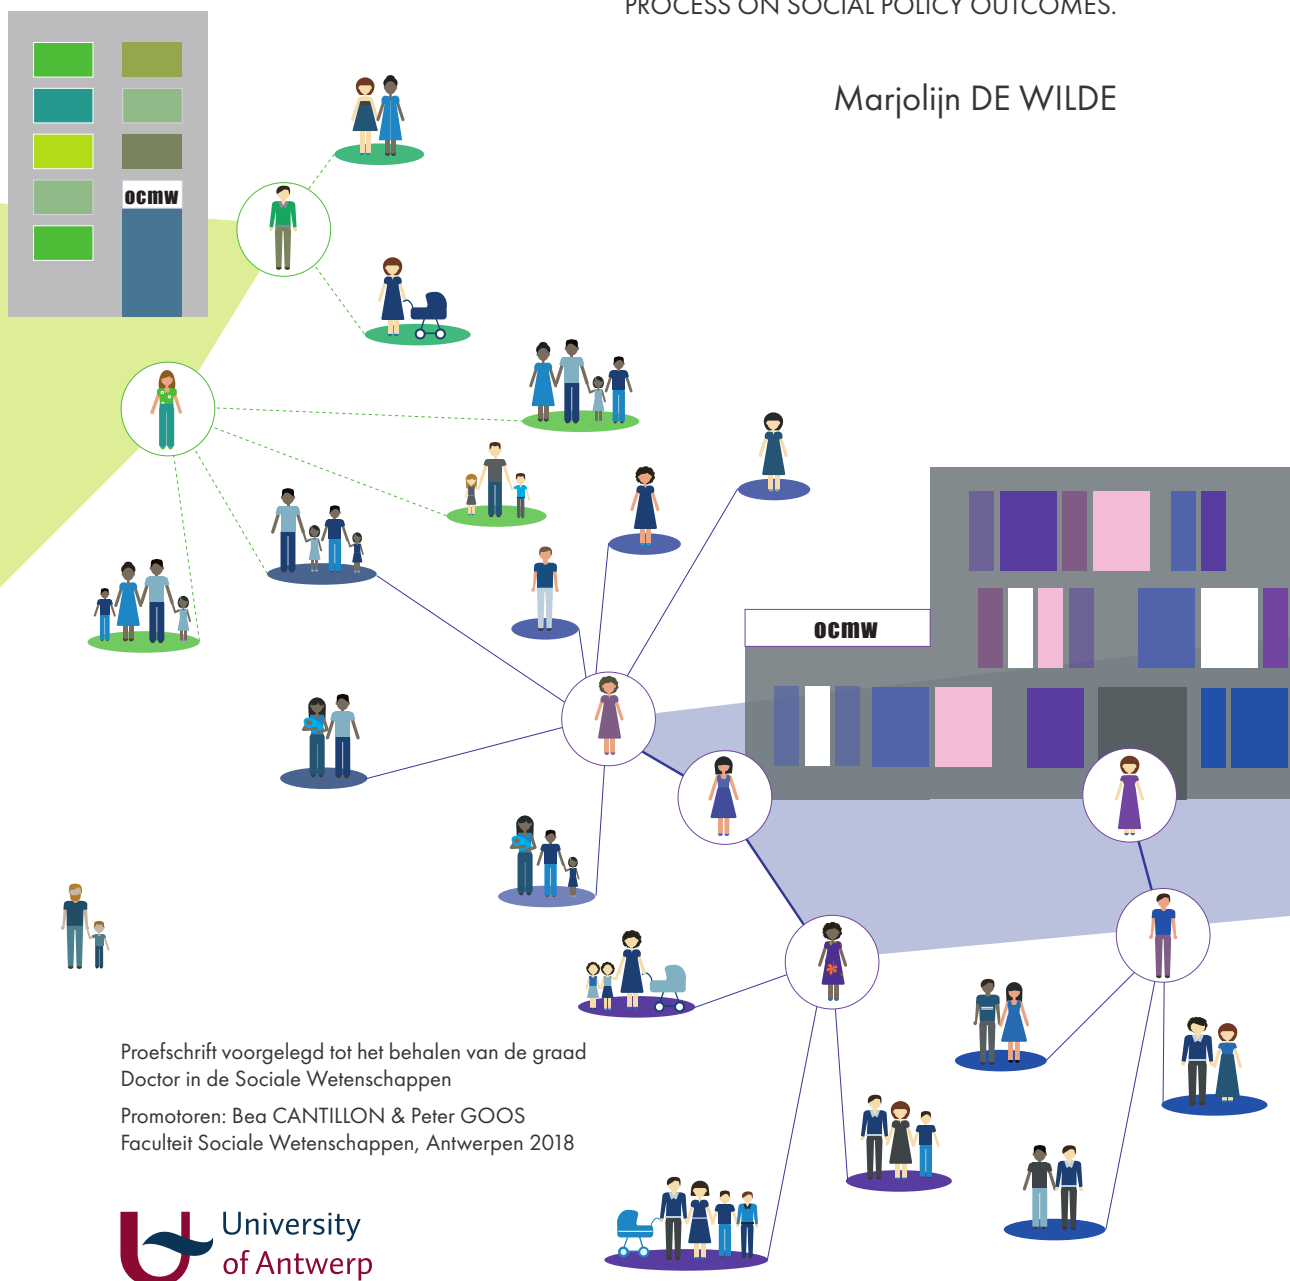 PROCESS ON SOCIAL POLICY OUTCOMES.
Marjolijn DE WILDE
ocmw
ocmw
Proefschrift voorgelegd tot het behalen van de graad
Doctor in de Sociale Wetenschappen
Promotoren: Bea CANTILLON & Peter GOOS
Faculteit Sociale Wetenschappen, Antwerpen 2018
University
of Antwerp